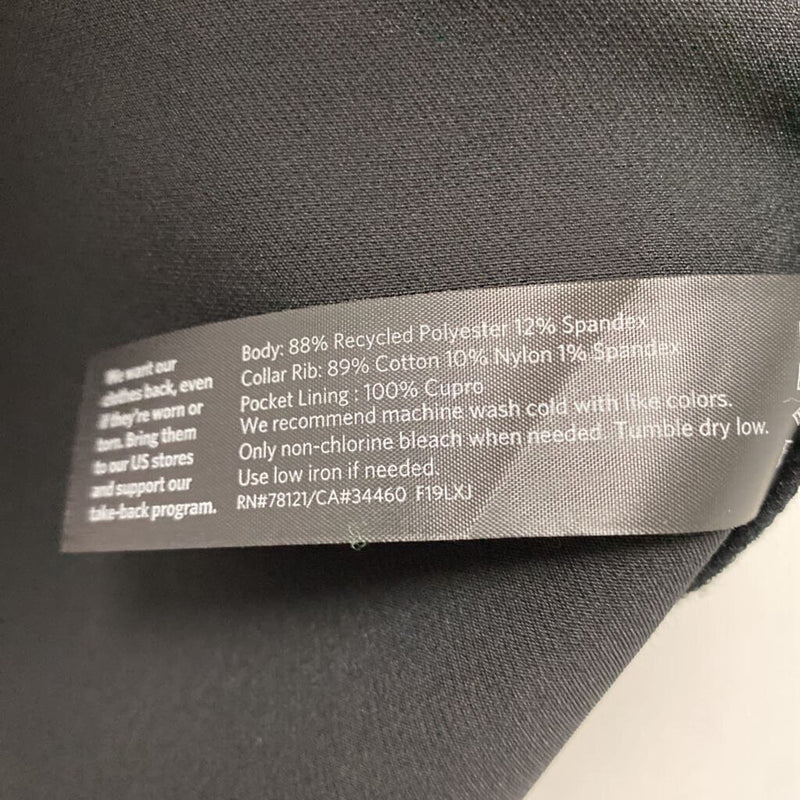 We want our
clothes back, even
if they're worn or
torn. Bring them
to our US stores
and support our
take-back program.
Body: 88% Recycled Polyester 12% Spandex
Collar Rib: 89% Cotton 10% Nylon 1% Spandex
Pocket Lining : 100% Cupro
We recommend machine wash cold with like colors.
Only non-chlorine bleach when needed. Tumble dry low.
Use low iron if needed.
RN#78121/CA#34460 F19LXJ